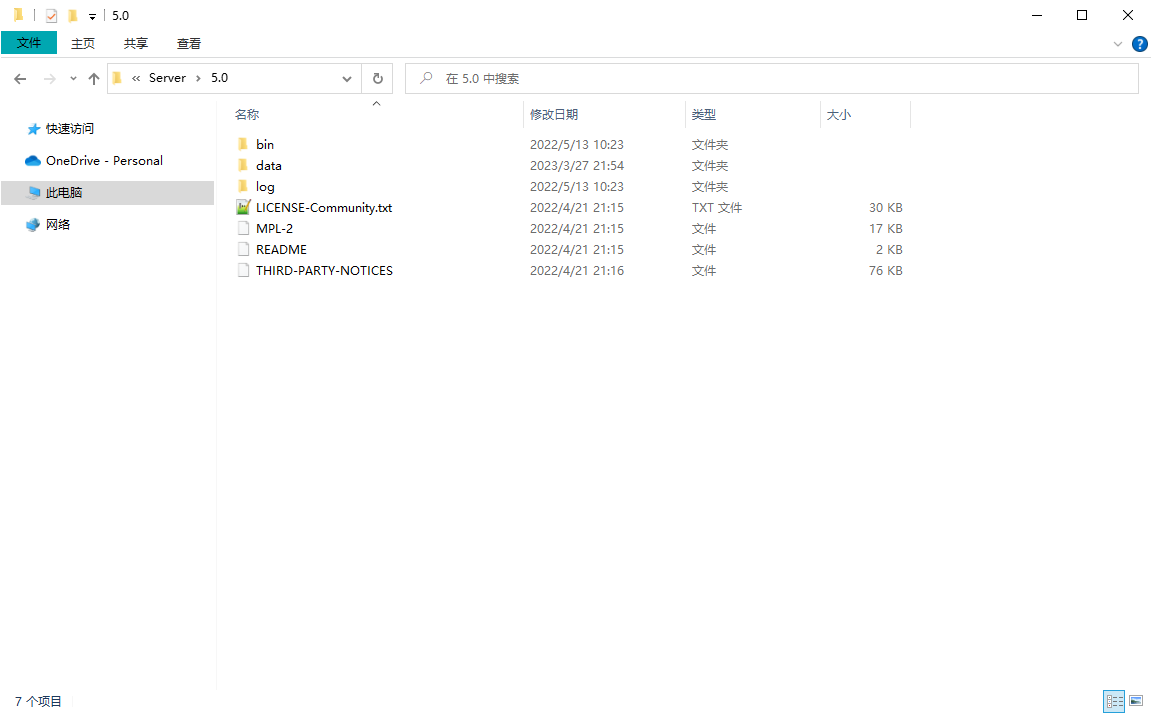 5.0
文件 主页 共享 查看
« Server › 5.0
在 5.0 中搜索
快速访问
OneDrive - Personal
此电脑
网络
名称 修改日期 类型 大小
bin 2022/5/13 10:23 文件夹
data 2023/3/27 21:54 文件夹
log 2022/5/13 10:23 文件夹
LICENSE-Community.txt 2022/4/21 21:15 TXT 文件 30 KB
MPL-2 2022/4/21 21:15 文件 17 KB
README 2022/4/21 21:15 文件 2 KB
THIRD-PARTY-NOTICES 2022/4/21 21:16 文件 76 KB
7 个项目